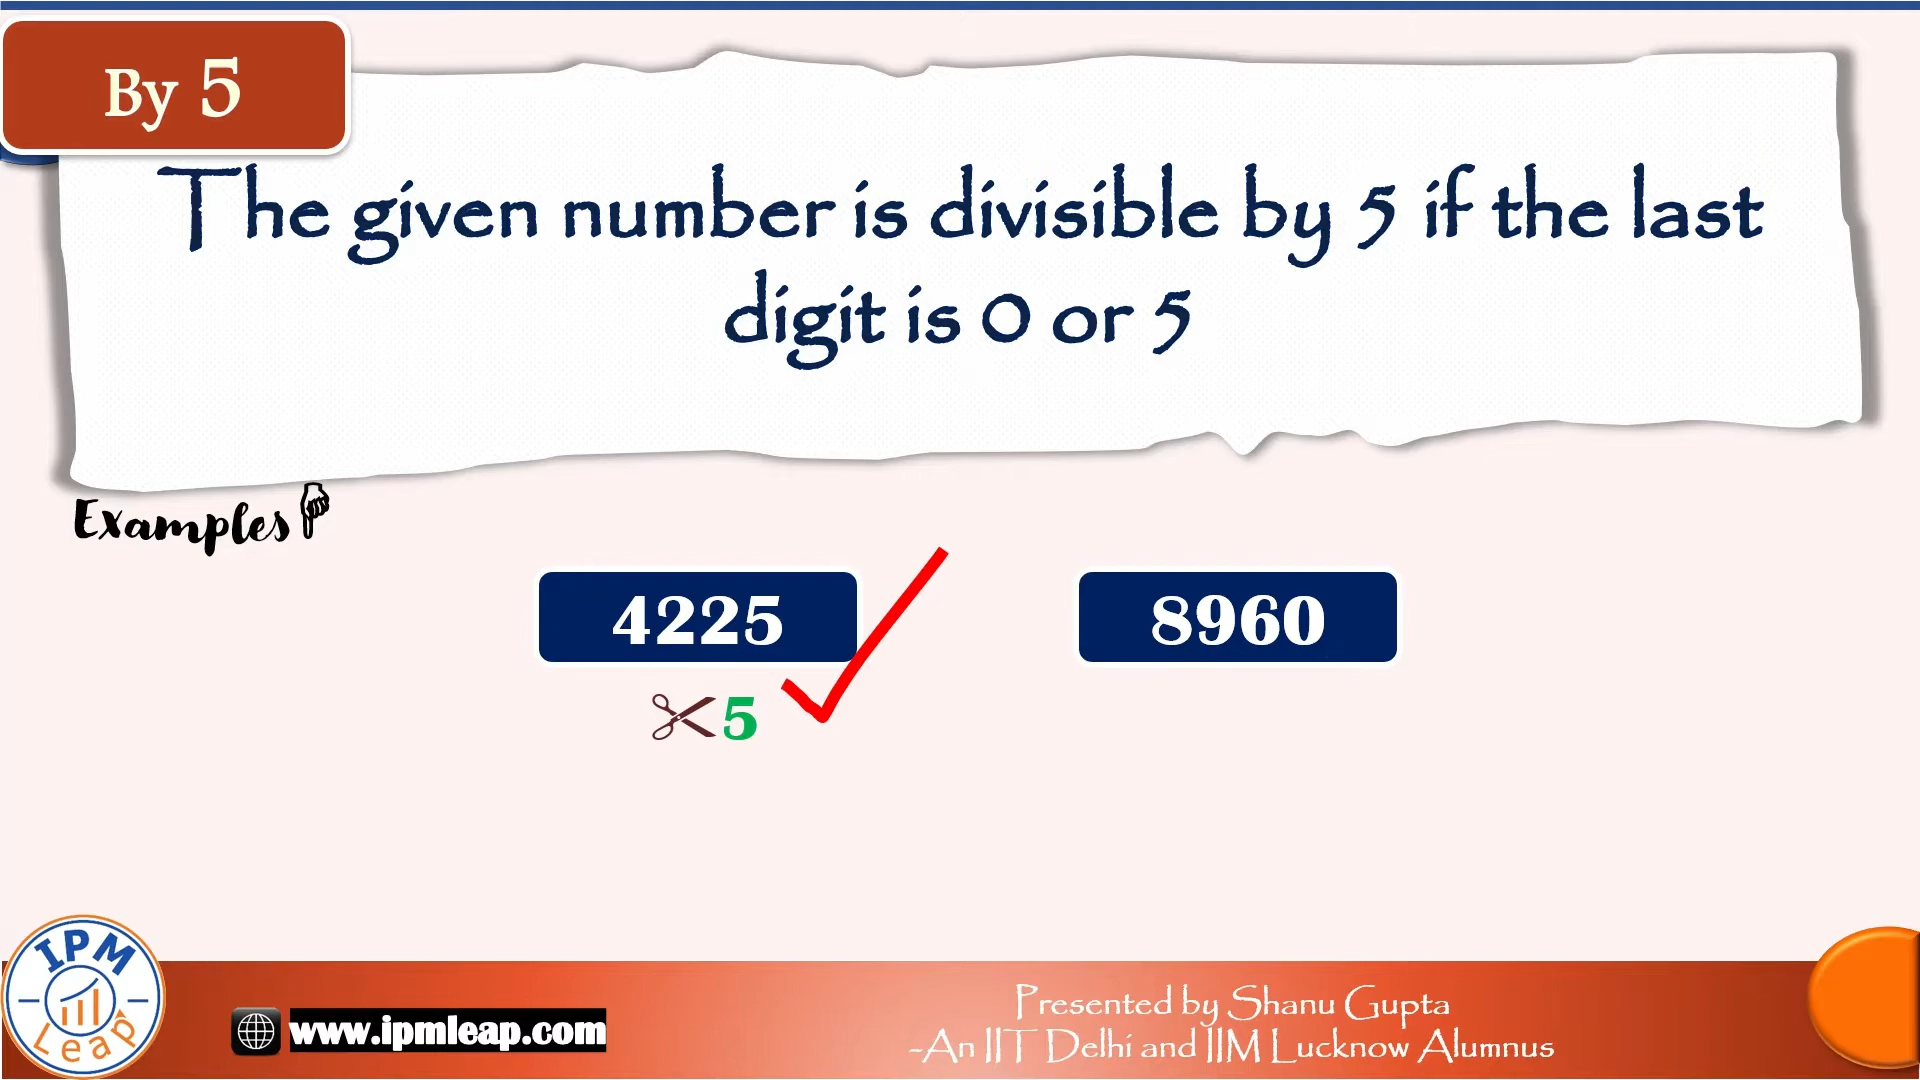 By 5
The given number is divisible by 5 if the last
digit is 0 or 5
Examples
4225
8960
5
IPM
Leap
www.ipmleap.com
Presented by Shanu Gupta
-An IIT Delhi and IIM Lucknow Alumnus